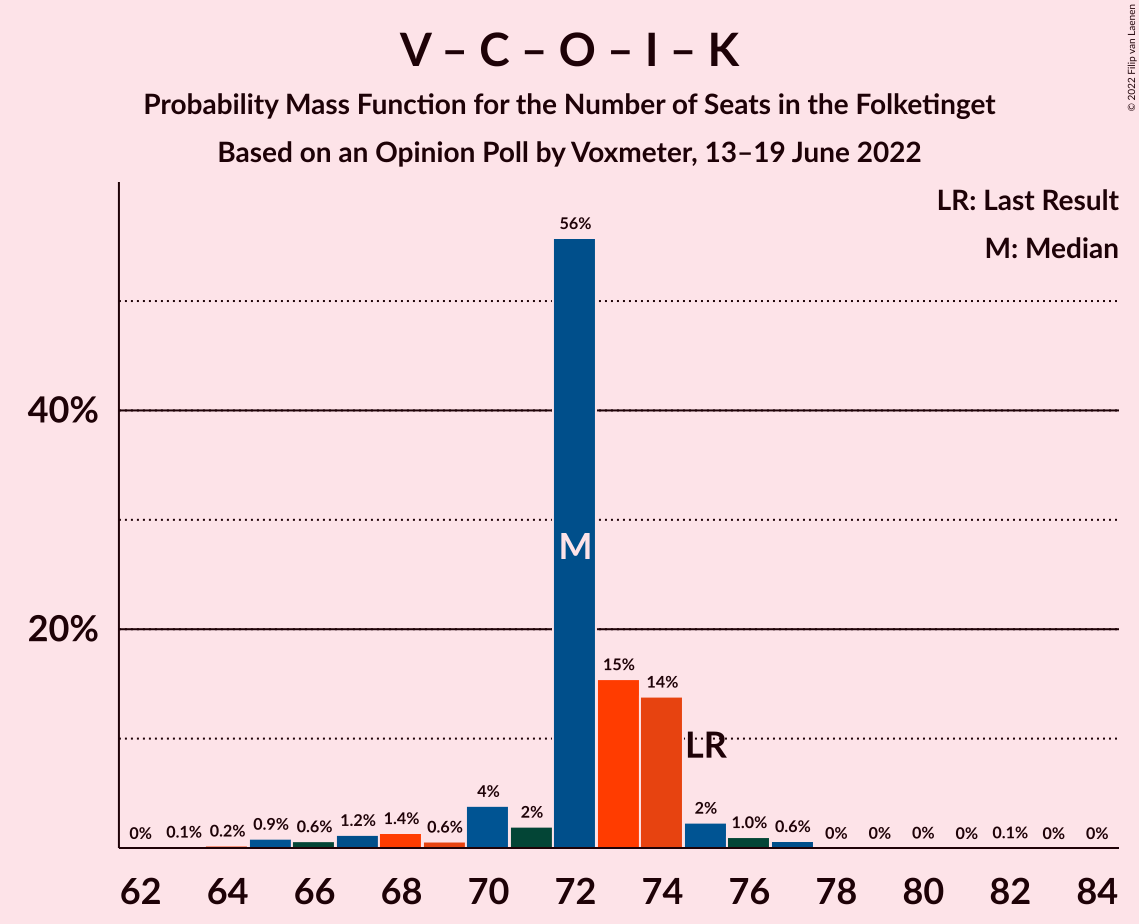 V – C – O – I – K
Probability Mass Function for the Number of Seats in the Folketinget
Based on an Opinion Poll by Voxmeter, 13–19 June 2022
© 2022 Filip van Laenen
LR: Last Result
M: Median
56%
40%
M
20%
15%
14%
LR
0%
0.1%
0.2%
0.9%
0.6%
1.2%
1.4%
0.6%
4%
2%
2%
1.0%
0.6%
0%
0%
0%
0%
0.1%
0%
0%
62 64 66 68 70 72 74 76 78 80 82 84